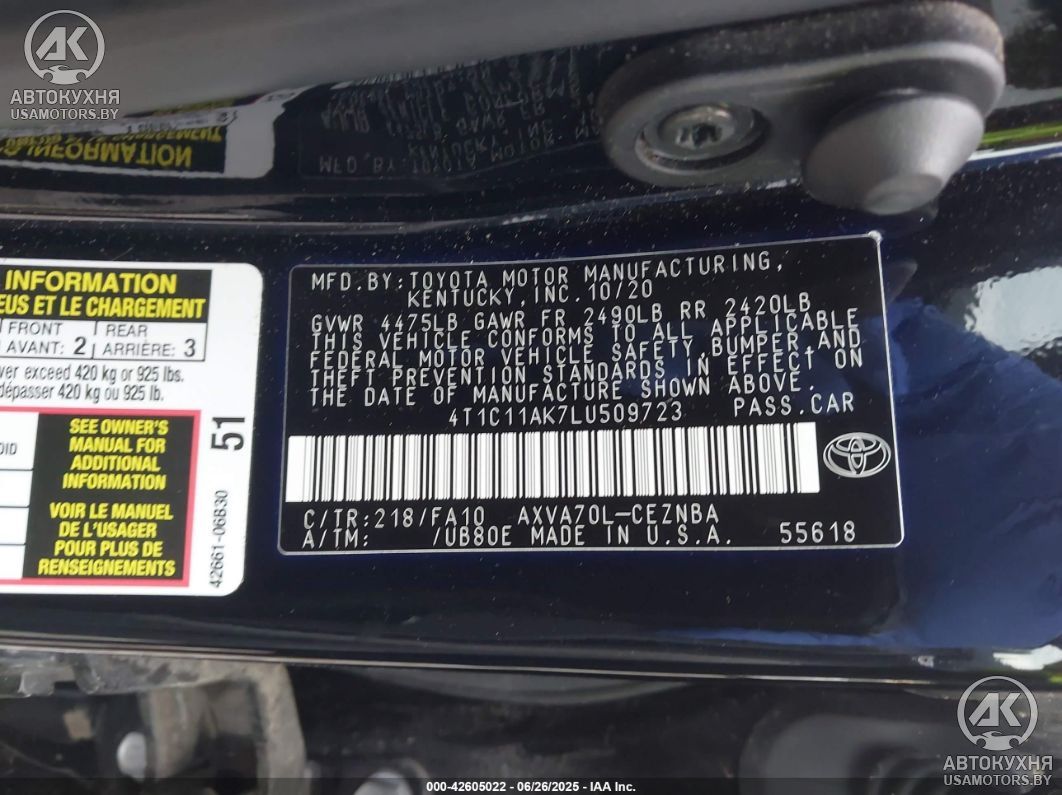 АК
АВТОКУХНЯ
USAMOTORS.BY
INFORMATION
EUS ET LE CHARGEMENT
FRONT
AVANT: 2
REAR
ARRIÈRE: 3
ver exceed 420 kg or 925 lbs.
dépasser 420 kg ou 925 lb.
SEE OWNER'S
MANUAL FOR
ADDITIONAL
INFORMATION
VOIR LE MANUEL
DE L'USAGER
POUR PLUS DE
RENSEIGNEMENTS
51
42661-06B30
MFD.BY:TOYOTA MOTOR MANUFACTURING,
KENTUCKY,INC.10/20
GVWR 4475LB GAWR FR 2490LB RR 2420LB
THIS VEHICLE CONFORMS TO ALL APPLICABLE
FEDERAL MOTOR VEHICLE SAFETY,BUMPER,AND
THEFT PREVENTION STANDARDS IN EFFECT ON
THE DATE OF MANUFACTURE SHOWN ABOVE.
4T1C11AK7LU509723 PASS.CAR
C/TR:218/FA10 AXVA70L-CEZNBA
A/TM: /UB80E MADE IN U.S.A. 55618
АК
АВТОКУХНЯ
USAMOTORS.BY
000-42605022 - 06/26/2025 - IAA Inc.